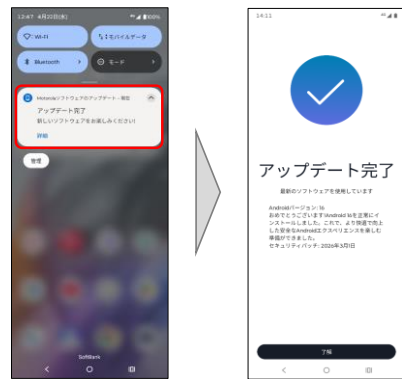 12:47 4月22日(水)
100%
Wi-Fi
モバイルデータ
Bluetooth
モード
Motorolaソフトウェアのアップデート・現在
アップデート完了
新しいソフトウェアをお楽しみください!
詳細
管理
SoftBank
14:11
アップデート完了
最新のソフトウェアを使用しています
Androidバージョン: 16
おめでとうございます!Android 16を正常にイ
ンストールしました。これで、より快適で向上
した安全なAndroidエクスペリエンスを楽しむ
準備ができました。
セキュリティパッチ: 2026年3月1日
了解